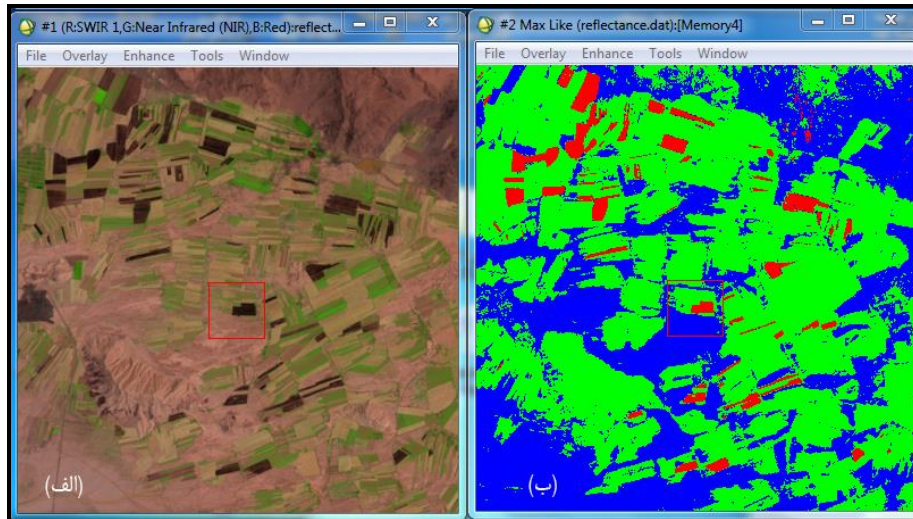 #1 (R:SWIR 1,G:Near Infrared (NIR),B:Red):reflect...
File Overlay Enhance Tools Window
(الف)
#2 Max Like (reflectance.dat):[Memory4]
File Overlay Enhance Tools Window
(ب)